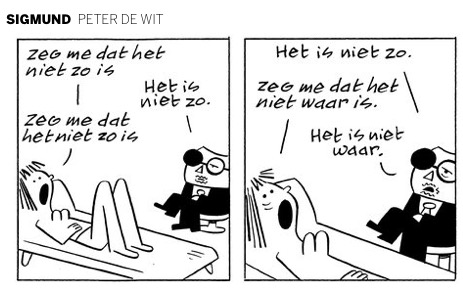 SIGMUND PETER DE WIT
zeg me dat het
niet zo is
zeg me dat
het niet zo is
Het is
niet zo.
Het is niet zo.
zeg me dat het
niet waar is.
Het is niet
waar.